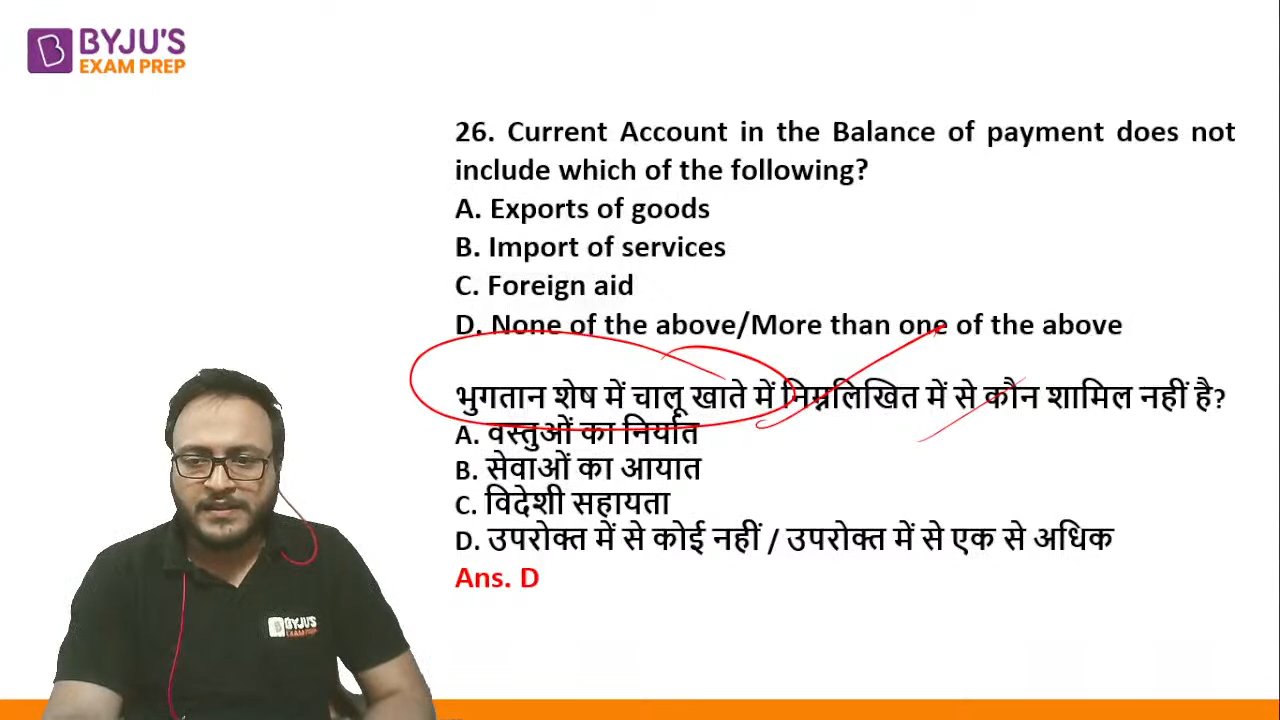 BYJU'S
EXAM PREP
26. Current Account in the Balance of payment does not
include which of the following?
A. Exports of goods
B. Import of services
C. Foreign aid
D. None of the above/More than one of the above
भुगतान शेष में चालू खाते में निम्नलिखित में से कौन शामिल नहीं है?
A. वस्तुओं का निर्यात
B. सेवाओं का आयात
C. विदेशी सहायता
D. उपरोक्त में से कोई नहीं / उपरोक्त में से एक से अधिक
Ans. D
BYJU'S
EXAM PREP